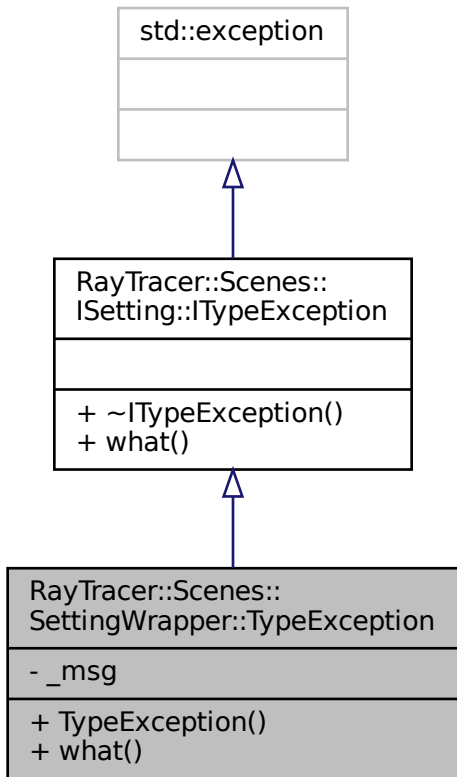 std::exception
RayTracer::Scenes::
ISetting::ITypeException
+ ~ITypeException()
+ what()
RayTracer::Scenes::
SettingWrapper::TypeException
- _msg
+ TypeException()
+ what()